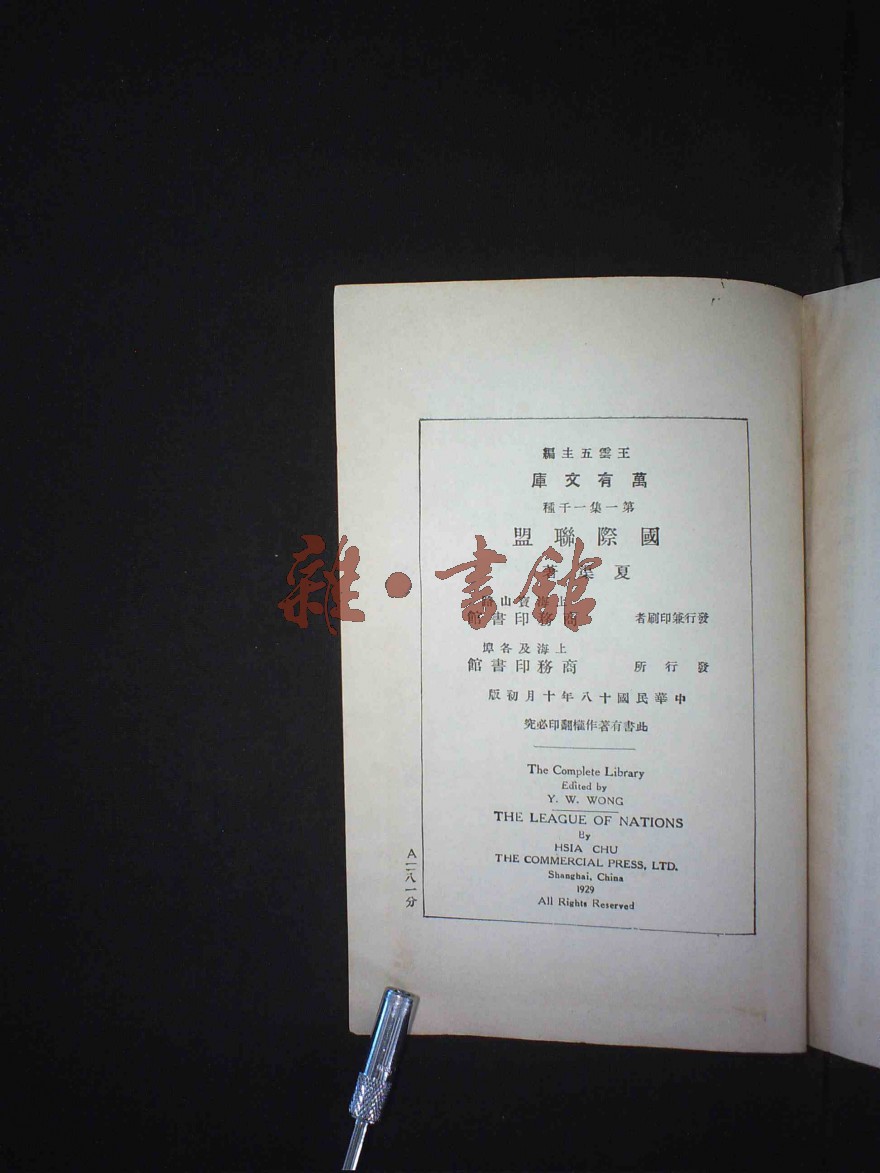 王雲五主編
萬有文庫
第一集一千種
國際聯盟
夏渠著
上海寶山路
發行兼印刷者 商務印書館
上海及各埠
發行所 商務印書館
中華民國十八年十月初版
此書有著作權翻印必究
The Complete Library
Edited by
Y. W. WONG
THE LEAGUE OF NATIONS
By
HSIA CHU
THE COMMERCIAL PRESS, LTD.
Shanghai, China
1929
All Rights Reserved
雜·書館